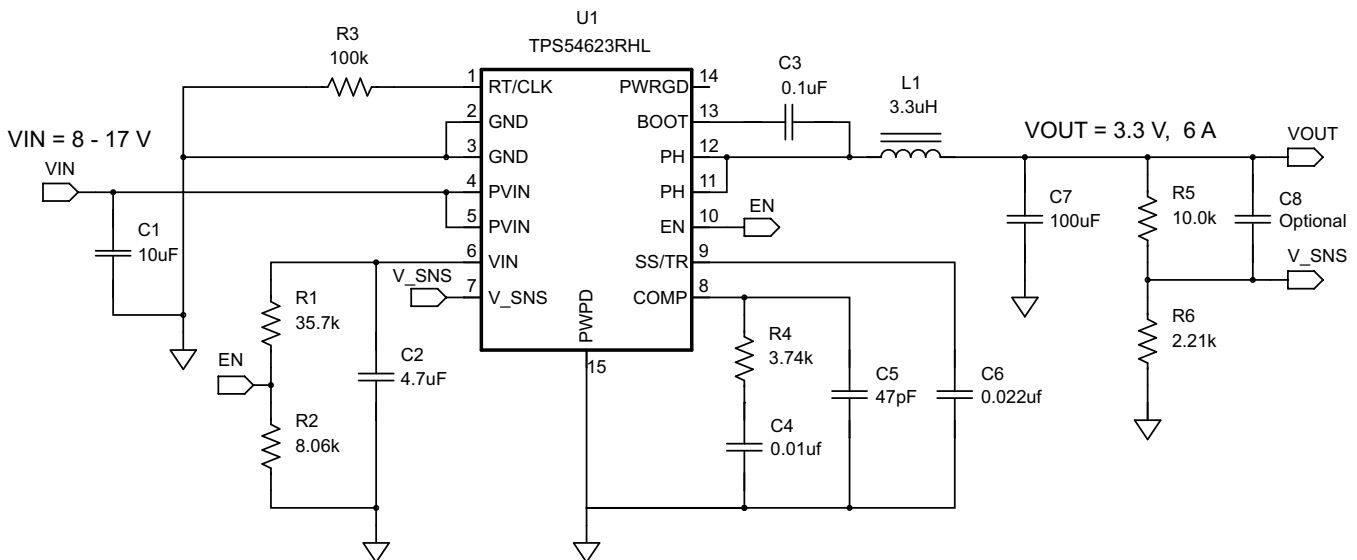 U1
TPS54623RHL
R3
100k
1 RT/CLK
2 GND
3 GND
4 PVIN
5 PVIN
6 VIN
7 V_SNS
PWRGD 14
BOOT 13
PH 12
PH 11
EN 10
SS/TR 9
COMP 8
PWPD
15
VIN = 8 - 17 V
VIN
C1
10uF
V_SNS
R1
35.7k
EN
R2
8.06k
C2
4.7uF
C3
0.1uF
L1
3.3uH
VOUT = 3.3 V, 6 A
VOUT
EN
C7
100uF
R5
10.0k
C8
Optional
V_SNS
R6
2.21k
R4
3.74k
C4
0.01uf
C5
47pF
C6
0.022uf